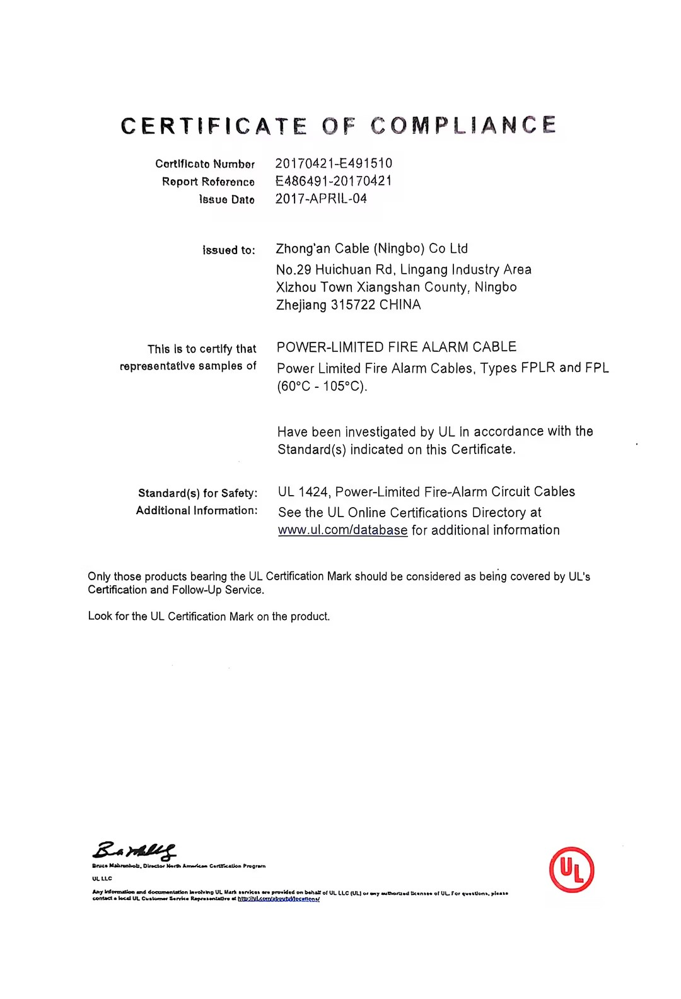 CERTIFICATE OF COMPLIANCE
Certificate Number 20170421-E491510
Report Reference E486491-20170421
Issue Date 2017-APRIL-04
Issued to: Zhong'an Cable (Ningbo) Co Ltd
No.29 Huichuan Rd, Lingang Industry Area
Xizhou Town Xiangshan County, Ningbo
Zhejiang 315722 CHINA
This is to certify that POWER-LIMITED FIRE ALARM CABLE
representative samples of Power Limited Fire Alarm Cables, Types FPLR and FPL
(60°C - 105°C).
Have been investigated by UL in accordance with the
Standard(s) indicated on this Certificate.
Standard(s) for Safety: UL 1424, Power-Limited Fire-Alarm Circuit Cables
Additional Information: See the UL Online Certifications Directory at
www.ul.com/database for additional information
Only those products bearing the UL Certification Mark should be considered as being covered by UL's
Certification and Follow-Up Service.
Look for the UL Certification Mark on the product.
Bruce Mahrenholz, Director North American Certification Program
UL LLC
Any information and documentation involving UL Mark services are provided on behalf of UL LLC (UL) or any authorized licensee of UL. For questions, please
contact a local UL Customer Service Representative at http://ul.com/aboutul/locations/
UL